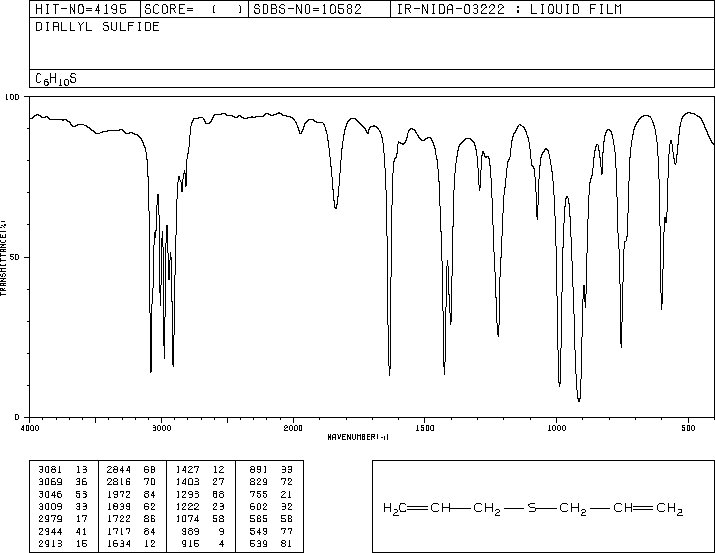 HIT-NO=4195 SCORE= ( ) SDBS-NO=10582 IR-NIDA-03222 : LIQUID FILM
DIALLYL SULFIDE
C6H10S
100
50
0
TRANSMITTANCE(%)
4000 3000 2000 1500 1000 500
WAVENUMBER(-1)
3081 13 2844 68 1427 12 891 33
3069 36 2816 70 1403 27 829 72
3046 53 1972 84 1293 68 755 21
3009 33 1839 62 1222 23 602 32
2979 17 1722 86 1074 58 585 58
2944 41 1717 84 989 9 549 77
2913 15 1634 12 916 4 539 81
H2C=CH—CH2—S—CH2—CH=CH2